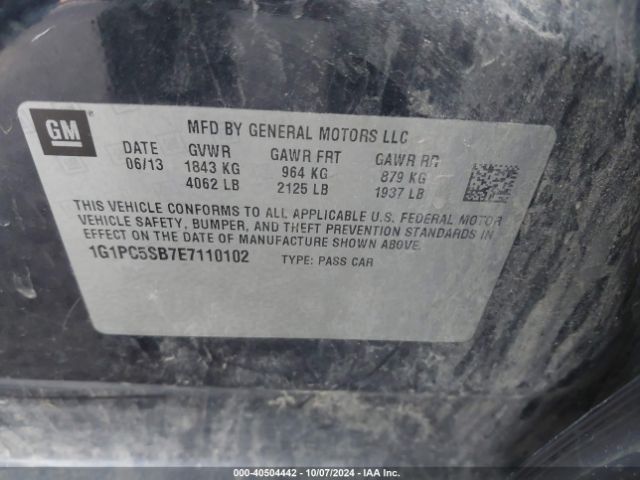 GM
MFD BY GENERAL MOTORS LLC
DATE GVWR GAWR FRT GAWR RR
06/13 1843 KG 964 KG 879 KG
4062 LB 2125 LB 1937 LB
THIS VEHICLE CONFORMS TO ALL APPLICABLE U.S. FEDERAL MOTOR
VEHICLE SAFETY, BUMPER, AND THEFT PREVENTION STANDARDS IN
EFFECT ON THE DATE OF MANUFACTURE SHOWN ABOVE.
1G1PC5SB7E7110102 TYPE: PASS CAR
000-40504442 - 10/07/2024 - IAA Inc.